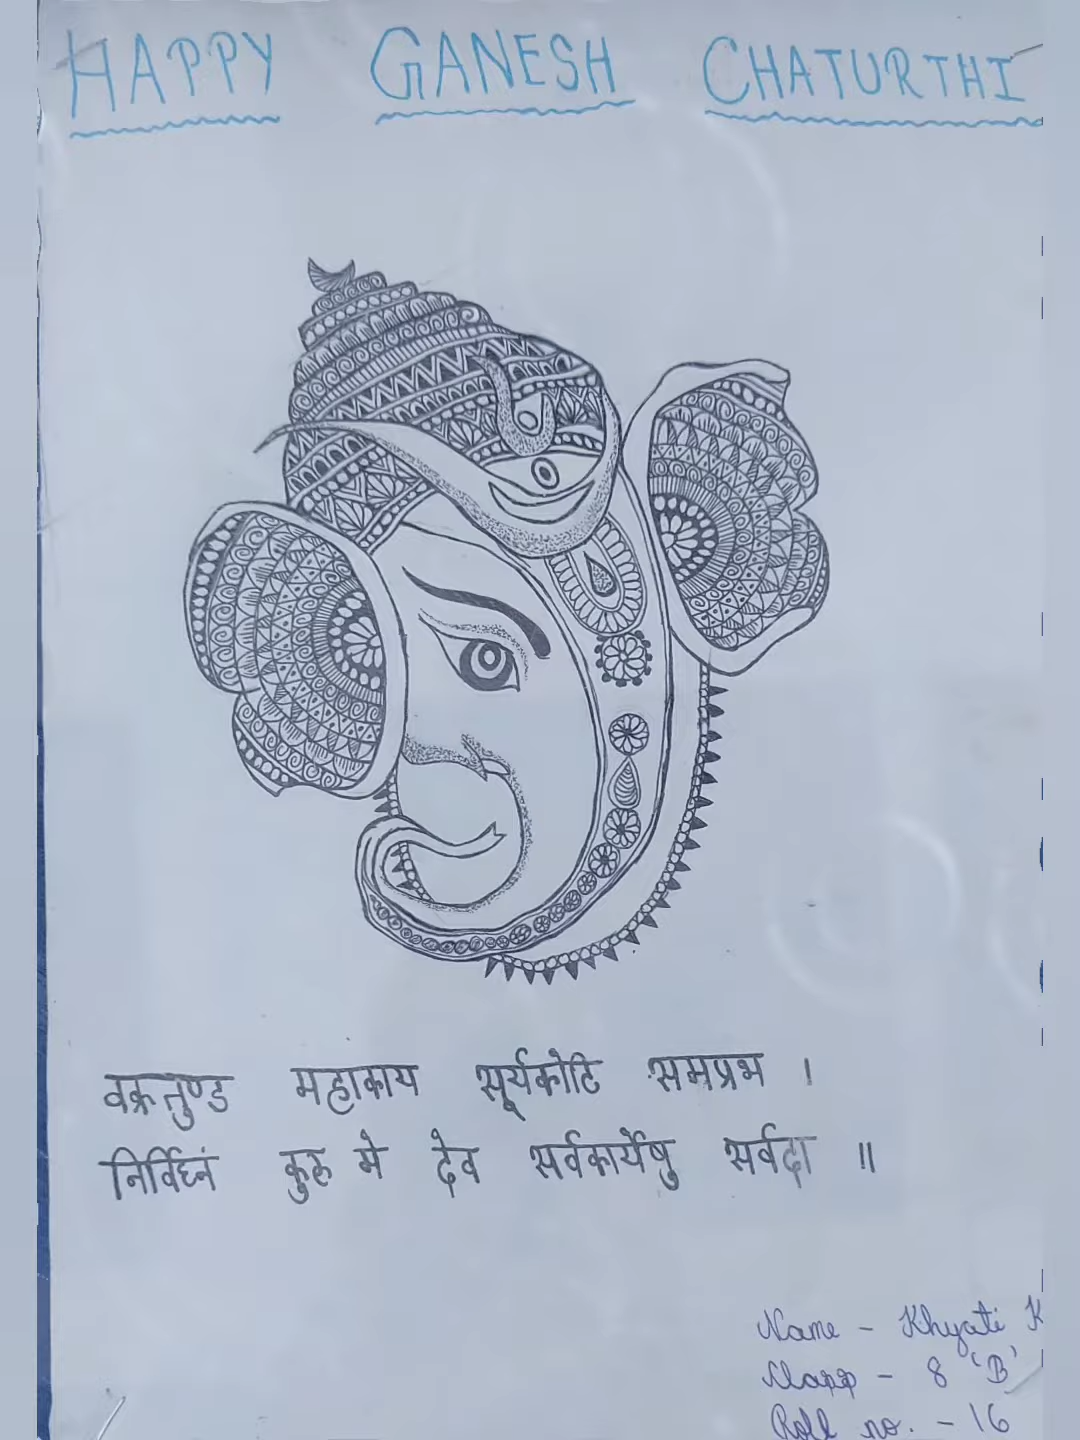 HAPPY GANESH CHATURTHI
वक्रतुण्ड महाकाय सूर्यकोटि समप्रभ ।
निर्विघ्नं कुरु मे देव सर्वकार्येषु सर्वदा ॥
Name - Khyati K
Class - 8 'B'
Roll no. - 16